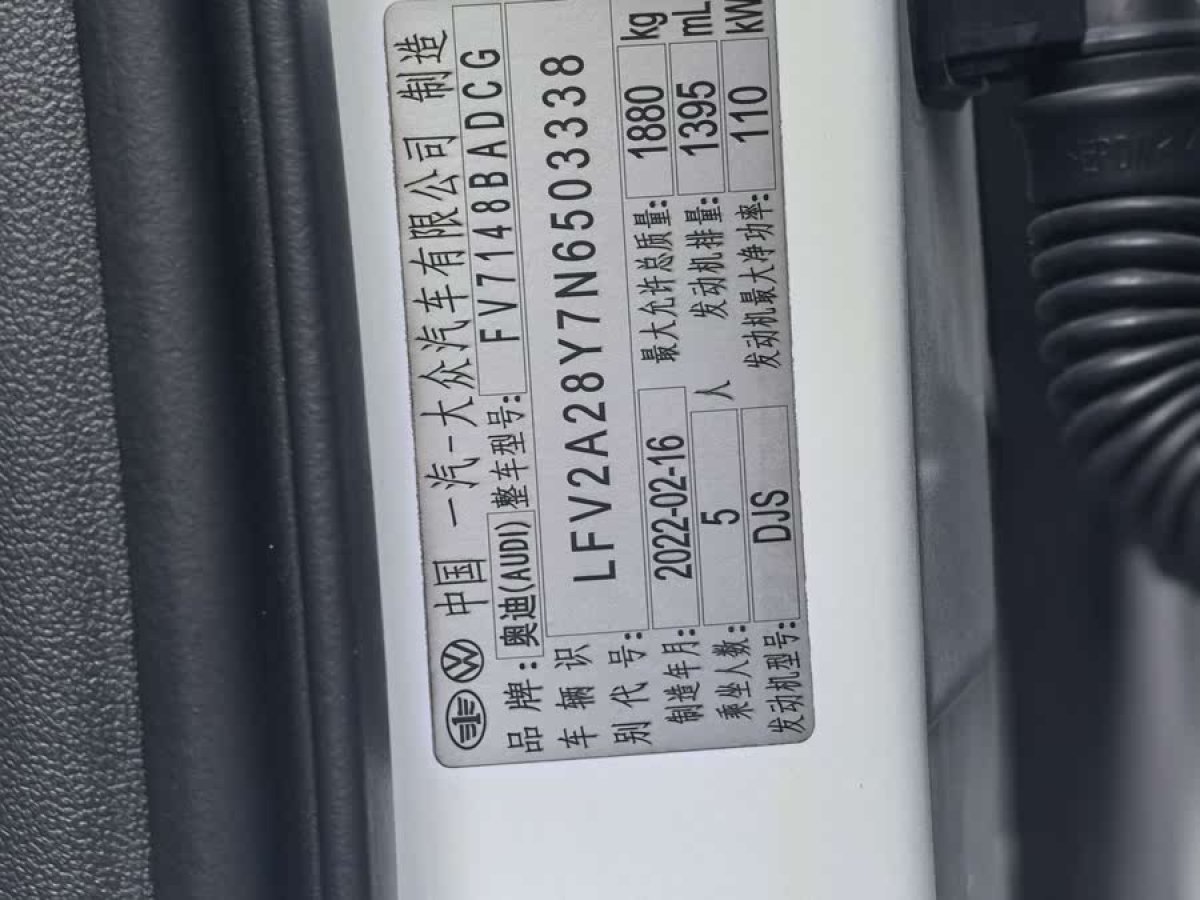 中国 一汽-大众汽车有限公司 制造
品牌: 奥迪(AUDI) 整车型号: FV7148BADCG
车辆识别代号: LFV2A28Y7N6503338
制造年月: 2022-02-16 最大允许总质量: 1880 kg
乘坐人数: 5 人 发动机排量: 1395 mL
发动机型号: DJS 发动机最大净功率: 110 kW